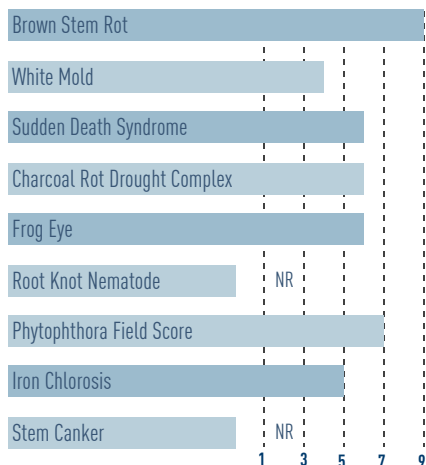 Brown Stem Rot
White Mold
Sudden Death Syndrome
Charcoal Rot Drought Complex
Frog Eye
Root Knot Nematode NR
Phytophthora Field Score
Iron Chlorosis
Stem Canker NR
1 3 5 7 9